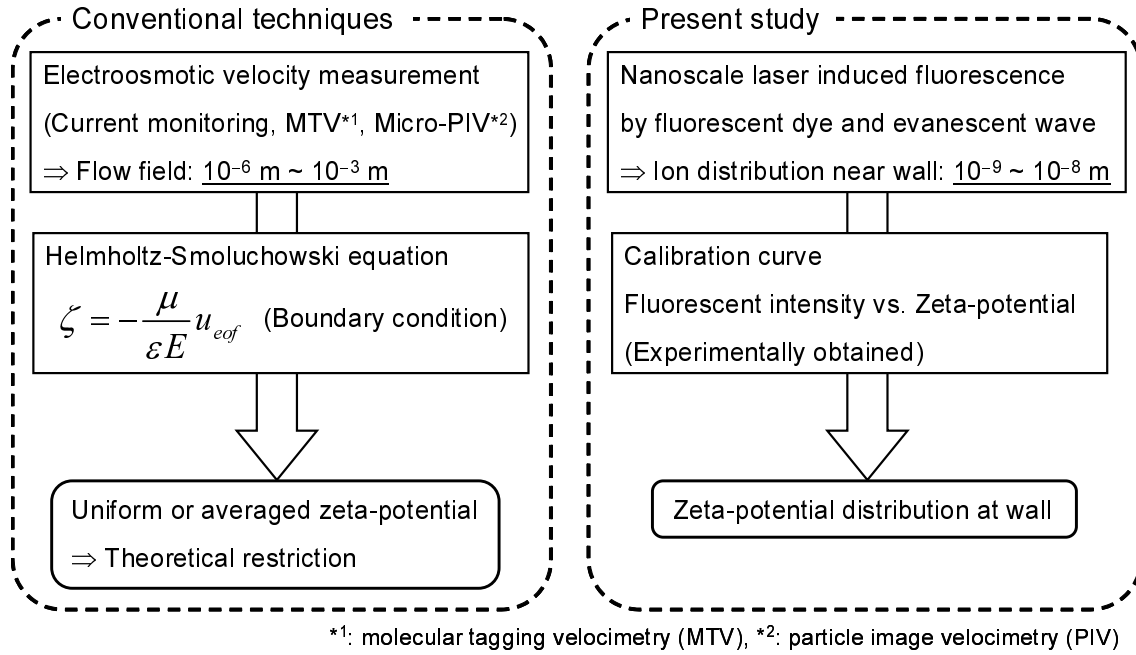 Conventional techniques
Electroosmotic velocity measurement
(Current monitoring, MTV*1, Micro-PIV*2)
⇒ Flow field: 10⁻⁶ m ~ 10⁻³ m
Helmholtz-Smoluchowski equation
ζ = −(μ/εE) u_eof (Boundary condition)
Uniform or averaged zeta-potential
⇒ Theoretical restriction
Present study
Nanoscale laser induced fluorescence
by fluorescent dye and evanescent wave
⇒ Ion distribution near wall: 10⁻⁹ ~ 10⁻⁸ m
Calibration curve
Fluorescent intensity vs. Zeta-potential
(Experimentally obtained)
Zeta-potential distribution at wall
*1: molecular tagging velocimetry (MTV), *2: particle image velocimetry (PIV)